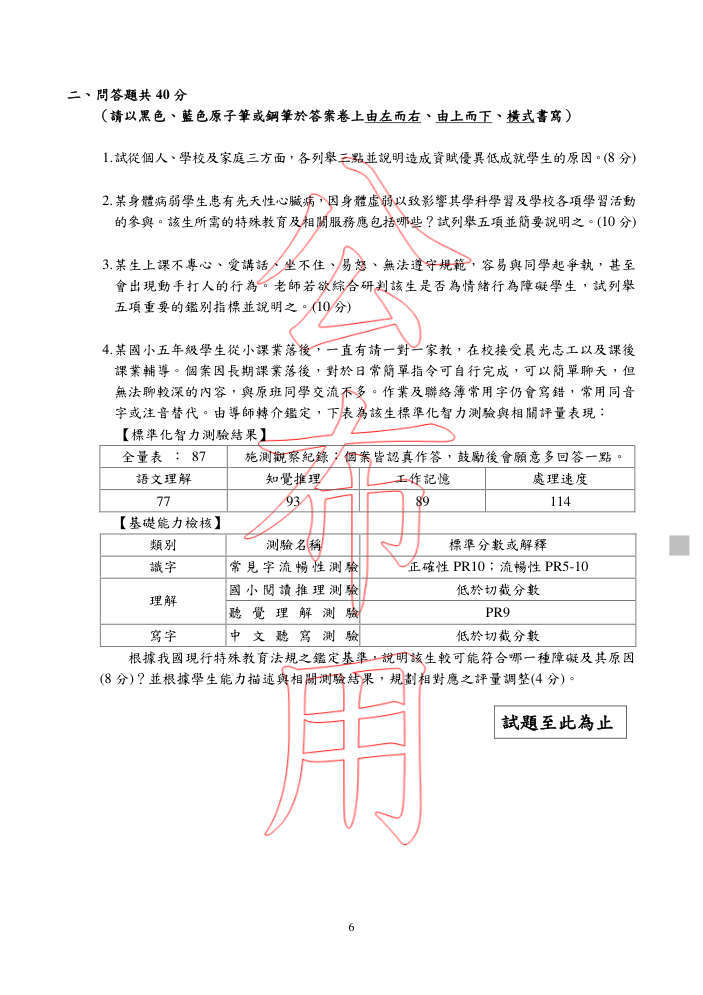 二、問答題共 40 分
（請以黑色、藍色原子筆或鋼筆於答案卷上由左而右、由上而下、橫式書寫）
1.試從個人、學校及家庭三方面，各列舉三點並說明造成資賦優異低成就學生的原因。(8 分)
2.某身體病弱學生患有先天性心臟病，因身體虛弱以致影響其學科學習及學校各項學習活動
的參與。該生所需的特殊教育及相關服務應包括哪些？試列舉五項並簡要說明之。(10 分)
3.某生上課不專心、愛講話、坐不住、易怒、無法遵守規範，容易與同學起爭執，甚至
會出現動手打人的行為。老師若欲綜合研判該生是否為情緒行為障礙學生，試列舉
五項重要的鑑別指標並說明之。(10 分)
4.某國小五年級學生從小課業落後，一直有請一對一家教，在校接受晨光志工以及課後
課業輔導。個案因長期課業落後，對於日常簡單指令可自行完成，可以簡單聊天，但
無法聊較深的內容，與原班同學交流不多。作業及聯絡簿常用字仍會寫錯，常用同音
字或注音替代。由導師轉介鑑定，下表為該生標準化智力測驗與相關評量表現：
【標準化智力測驗結果】
全量表 ： 87 施測觀察紀錄：個案皆認真作答，鼓勵後會願意多回答一點。
語文理解 知覺推理 工作記憶 處理速度
77 93 89 114
【基礎能力檢核】
類別 測驗名稱 標準分數或解釋
識字 常見字流暢性測驗 正確性 PR10；流暢性 PR5-10
理解 國小閱讀推理測驗 低於切截分數
聽覺理解測驗 PR9
寫字 中文聽寫測驗 低於切截分數
根據我國現行特殊教育法規之鑑定基準，說明該生較可能符合哪一種障礙及其原因
(8 分)？並根據學生能力描述與相關測驗結果，規劃相對應之評量調整(4 分)。
試題至此為止
公布用
6